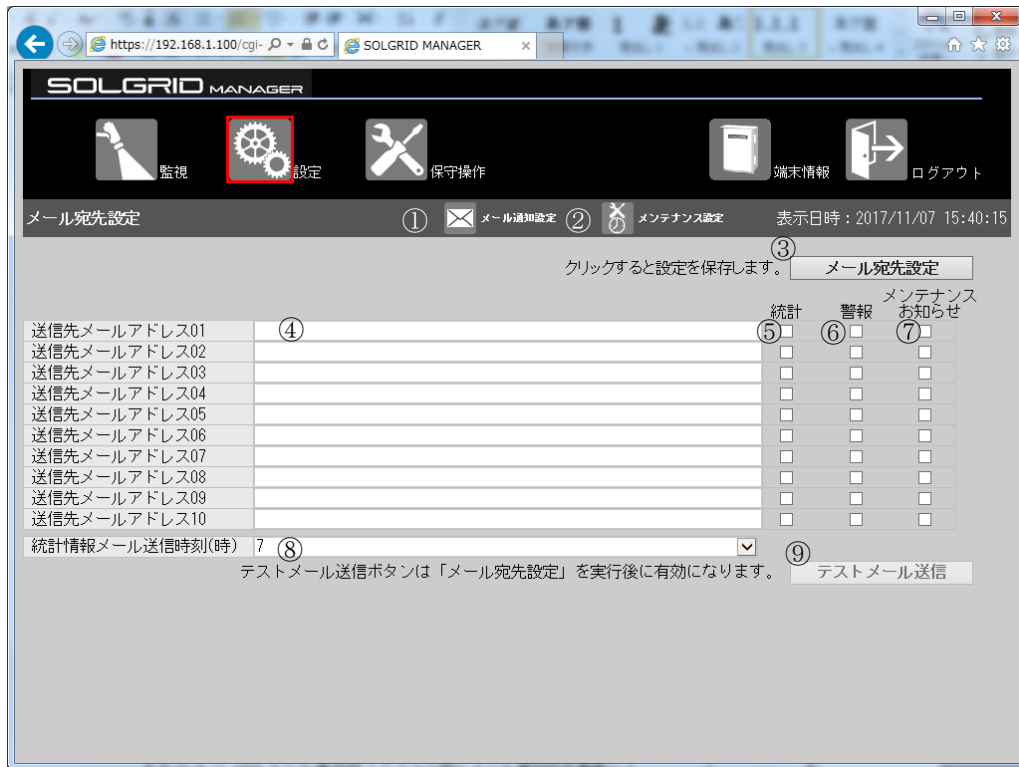 https://192.168.1.100/cgi-
SOLGRID MANAGER
SOLGRID MANAGER
監視
設定
保守操作
端末情報
ログアウト
メール宛先設定 ① メール通知設定 ② メンテナンス設定 表示日時：2017/11/07 15:40:15
クリックすると設定を保存します。 ③ メール宛先設定
統計 警報 メンテナンス
お知らせ
送信先メールアドレス01 ④ ⑤ ⑥ ⑦
送信先メールアドレス02
送信先メールアドレス03
送信先メールアドレス04
送信先メールアドレス05
送信先メールアドレス06
送信先メールアドレス07
送信先メールアドレス08
送信先メールアドレス09
送信先メールアドレス10
統計情報メール送信時刻(時) 7 ⑧
テストメール送信ボタンは「メール宛先設定」を実行後に有効になります。 ⑨ テストメール送信